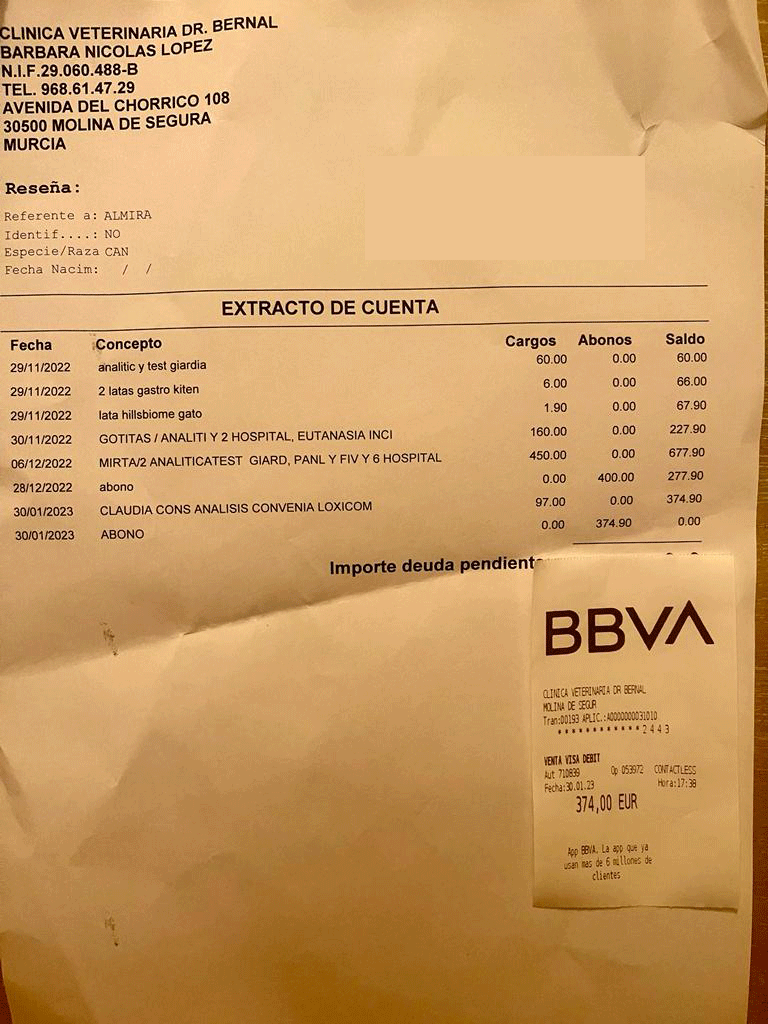 CLINICA VETERINARIA DR. BERNAL
BARBARA NICOLAS LOPEZ
N.I.F.29.060.488-B
TEL. 968.61.47.29
AVENIDA DEL CHORRICO 108
30500 MOLINA DE SEGURA
MURCIA
Reseña:
Referente a: ALMIRA
Identif....: NO
Especie/Raza CAN
Fecha Nacim: / /
EXTRACTO DE CUENTA
Fecha Concepto Cargos Abonos Saldo
29/11/2022 analitic y test giardia 60.00 0.00 60.00
29/11/2022 2 latas gastro kiten 6.00 0.00 66.00
29/11/2022 lata hillsbiome gato 1.90 0.00 67.90
30/11/2022 GOTITAS / ANALITI Y 2 HOSPITAL, EUTANASIA INCI 160.00 0.00 227.90
06/12/2022 MIRTA/2 ANALITICATEST GIARD, PANL Y FIV Y 6 HOSPITAL 450.00 0.00 677.90
28/12/2022 abono 0.00 400.00 277.90
30/01/2023 CLAUDIA CONS ANALISIS CONVENIA LOXICOM 97.00 0.00 374.90
30/01/2023 ABONO 0.00 374.90 0.00
Importe deuda pendient
BBVA
CLINICA VETERINARIA DR BERNAL
MOLINA DE SEGUR
Tran:00193 APLIC.:A0000000031010
************2443
VENTA VISA DEBIT
Aut 710839 Op 053972 CONTACTLESS
Fecha:30.01.23 Hora:17:38
374,00 EUR
App BBVA. La app que ya
usan mas de 6 millones de
clientes